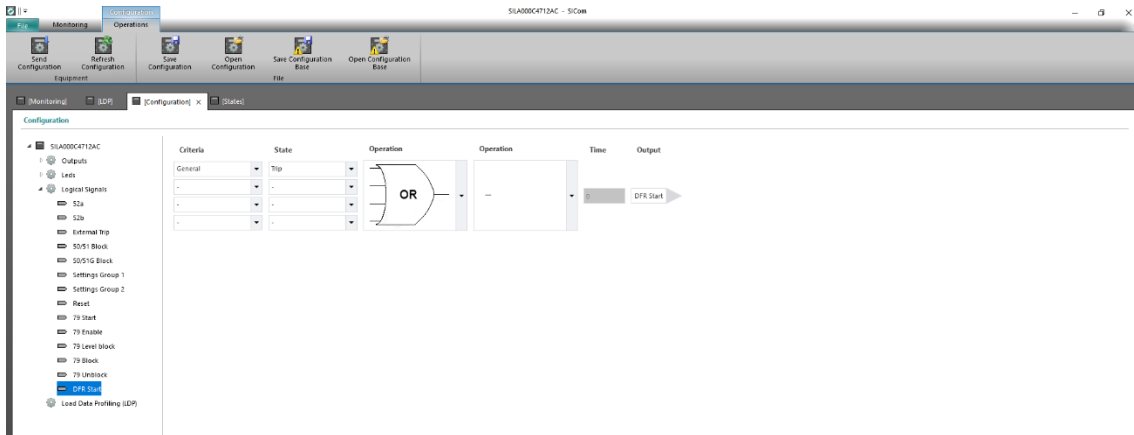 SILA000C4712AC - SICom
Configuration
File Monitoring Operations
Send Configuration
Refresh Configuration
Save Configuration
Open Configuration
Save Configuration Base
Open Configuration Base
Equipment
File
[Monitoring] [LDP] [Configuration] x [States]
Configuration
SILA000C4712AC
Outputs
Leds
Logical Signals
52a
52b
External Trip
50/51 Block
50/51G Block
Settings Group 1
Settings Group 2
Reset
79 Start
79 Enable
79 Level block
79 Block
79 Unblock
DFR Start
Load Data Profiling (LDP)
Criteria State Operation Operation Time Output
General Trip
- -
- -
- -
OR
—
0
DFR Start